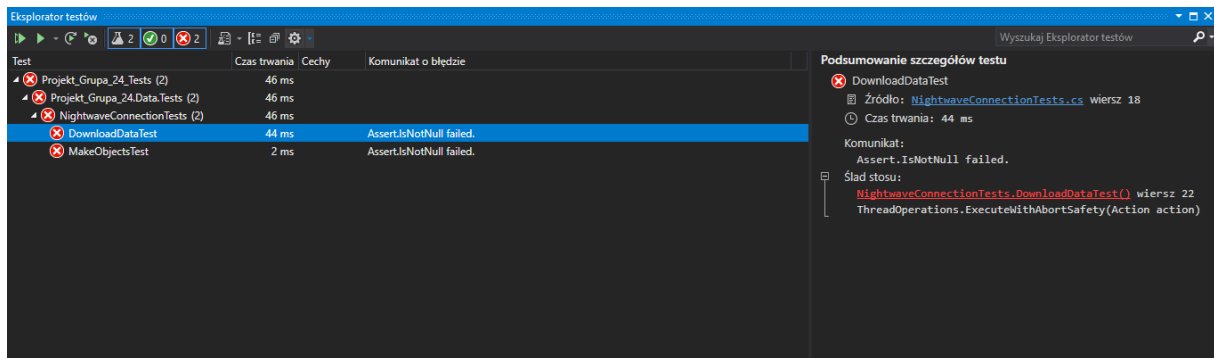 Eksplorator testów
2 0 2 Wyszukaj Eksplorator testów
Test Czas trwania Cechy Komunikat o błędzie
Projekt_Grupa_24_Tests (2) 46 ms
Projekt_Grupa_24.Data.Tests (2) 46 ms
NightwaveConnectionTests (2) 46 ms
DownloadDataTest 44 ms Assert.IsNotNull failed.
MakeObjectsTest 2 ms Assert.IsNotNull failed.
Podsumowanie szczegółów testu
DownloadDataTest
Źródło: NightwaveConnectionTests.cs wiersz 18
Czas trwania: 44 ms
Komunikat:
Assert.IsNotNull failed.
Ślad stosu:
NightwaveConnectionTests.DownloadDataTest() wiersz 22
ThreadOperations.ExecuteWithAbortSafety(Action action)